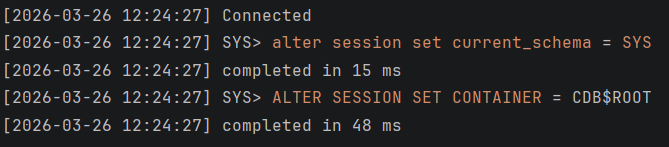 [2026-03-26 12:24:27] Connected
[2026-03-26 12:24:27] SYS> alter session set current_schema = SYS
[2026-03-26 12:24:27] completed in 15 ms
[2026-03-26 12:24:27] SYS> ALTER SESSION SET CONTAINER = CDB$ROOT
[2026-03-26 12:24:27] completed in 48 ms